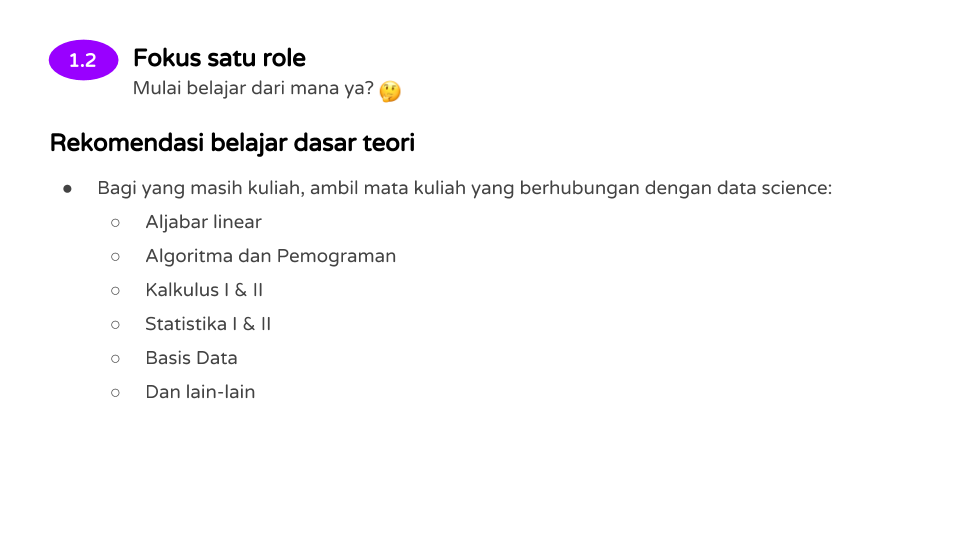 1.2
Fokus satu role
Mulai belajar dari mana ya? 🤔
Rekomendasi belajar dasar teori
● Bagi yang masih kuliah, ambil mata kuliah yang berhubungan dengan data science:
○ Aljabar linear
○ Algoritma dan Pemograman
○ Kalkulus I & II
○ Statistika I & II
○ Basis Data
○ Dan lain-lain